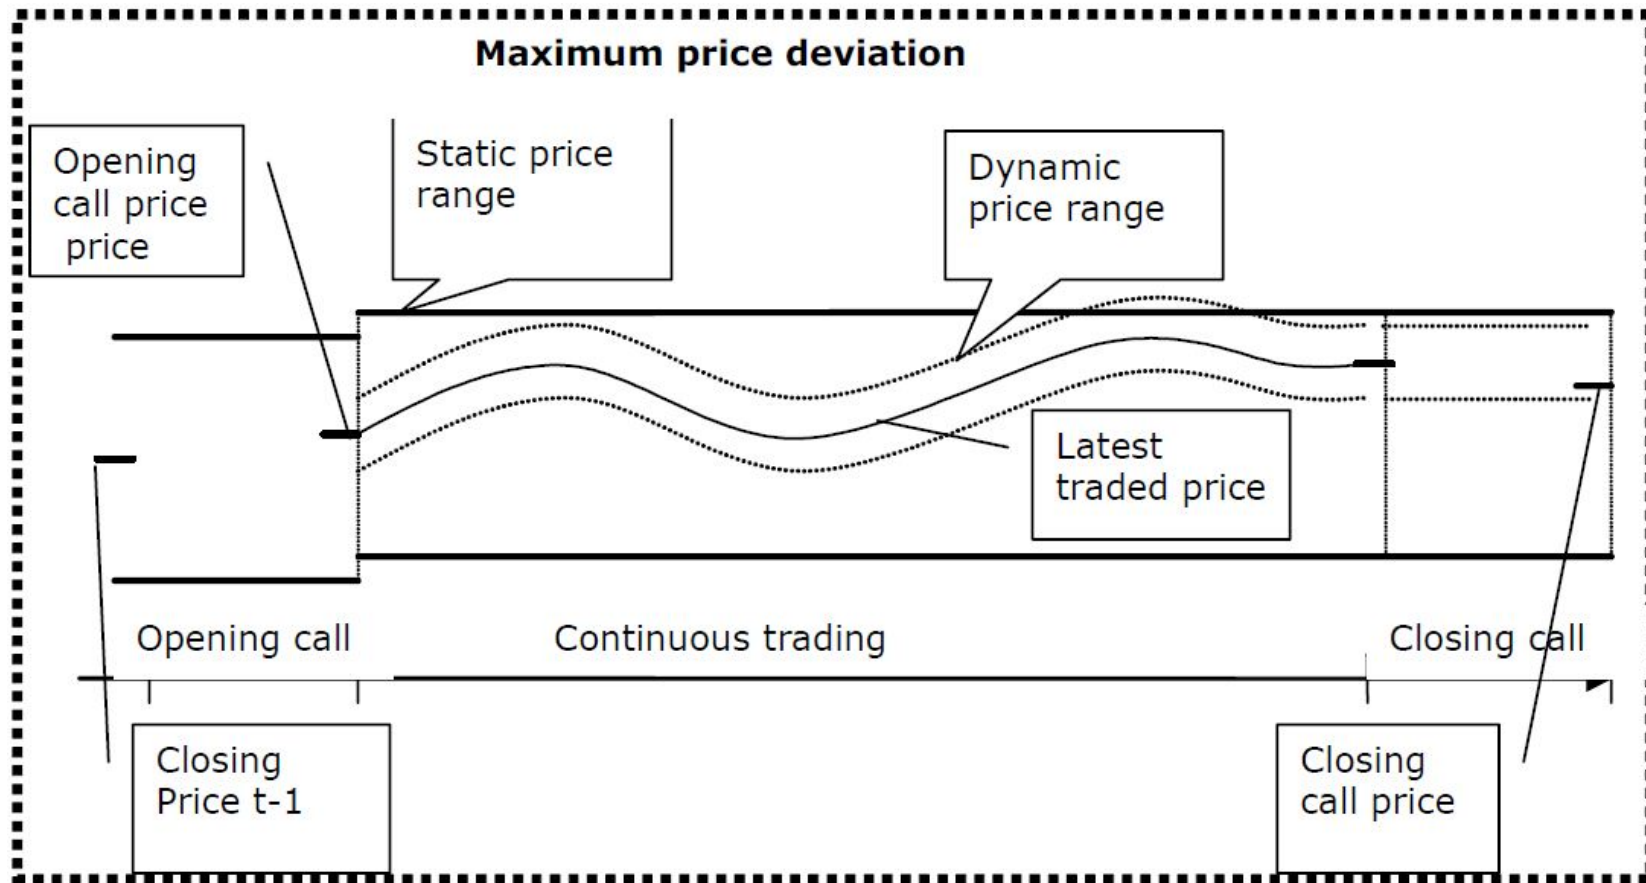 Maximum price deviation
Opening
call price
price
Static price
range
Dynamic
price range
Latest
traded price
Opening call
Continuous trading
Closing call
Closing
Price t-1
Closing
call price